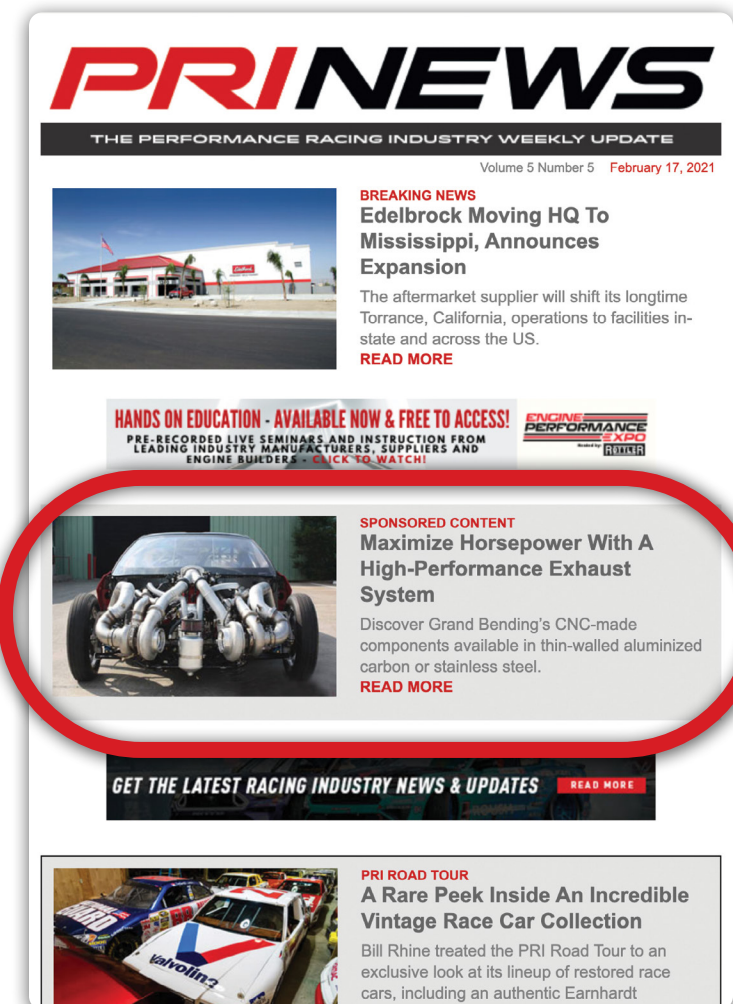 PRI NEWS
THE PERFORMANCE RACING INDUSTRY WEEKLY UPDATE
Volume 5 Number 5 February 17, 2021
BREAKING NEWS
Edelbrock Moving HQ To
Mississippi, Announces
Expansion
The aftermarket supplier will shift its longtime
Torrance, California, operations to facilities in-
state and across the US.
READ MORE
HANDS ON EDUCATION - AVAILABLE NOW & FREE TO ACCESS!
PRE-RECORDED LIVE SEMINARS AND INSTRUCTION FROM
LEADING INDUSTRY MANUFACTURERS, SUPPLIERS AND
ENGINE BUILDERS - CLICK TO WATCH!
ENGINE
PERFORMANCE
EXPO
Hosted by: ROTTLER
SPONSORED CONTENT
Maximize Horsepower With A
High-Performance Exhaust
System
Discover Grand Bending's CNC-made
components available in thin-walled aluminized
carbon or stainless steel.
READ MORE
GET THE LATEST RACING INDUSTRY NEWS & UPDATES READ MORE
Valvoline
PRI ROAD TOUR
A Rare Peek Inside An Incredible
Vintage Race Car Collection
Bill Rhine treated the PRI Road Tour to an
exclusive look at its lineup of restored race
cars, including an authentic Earnhardt